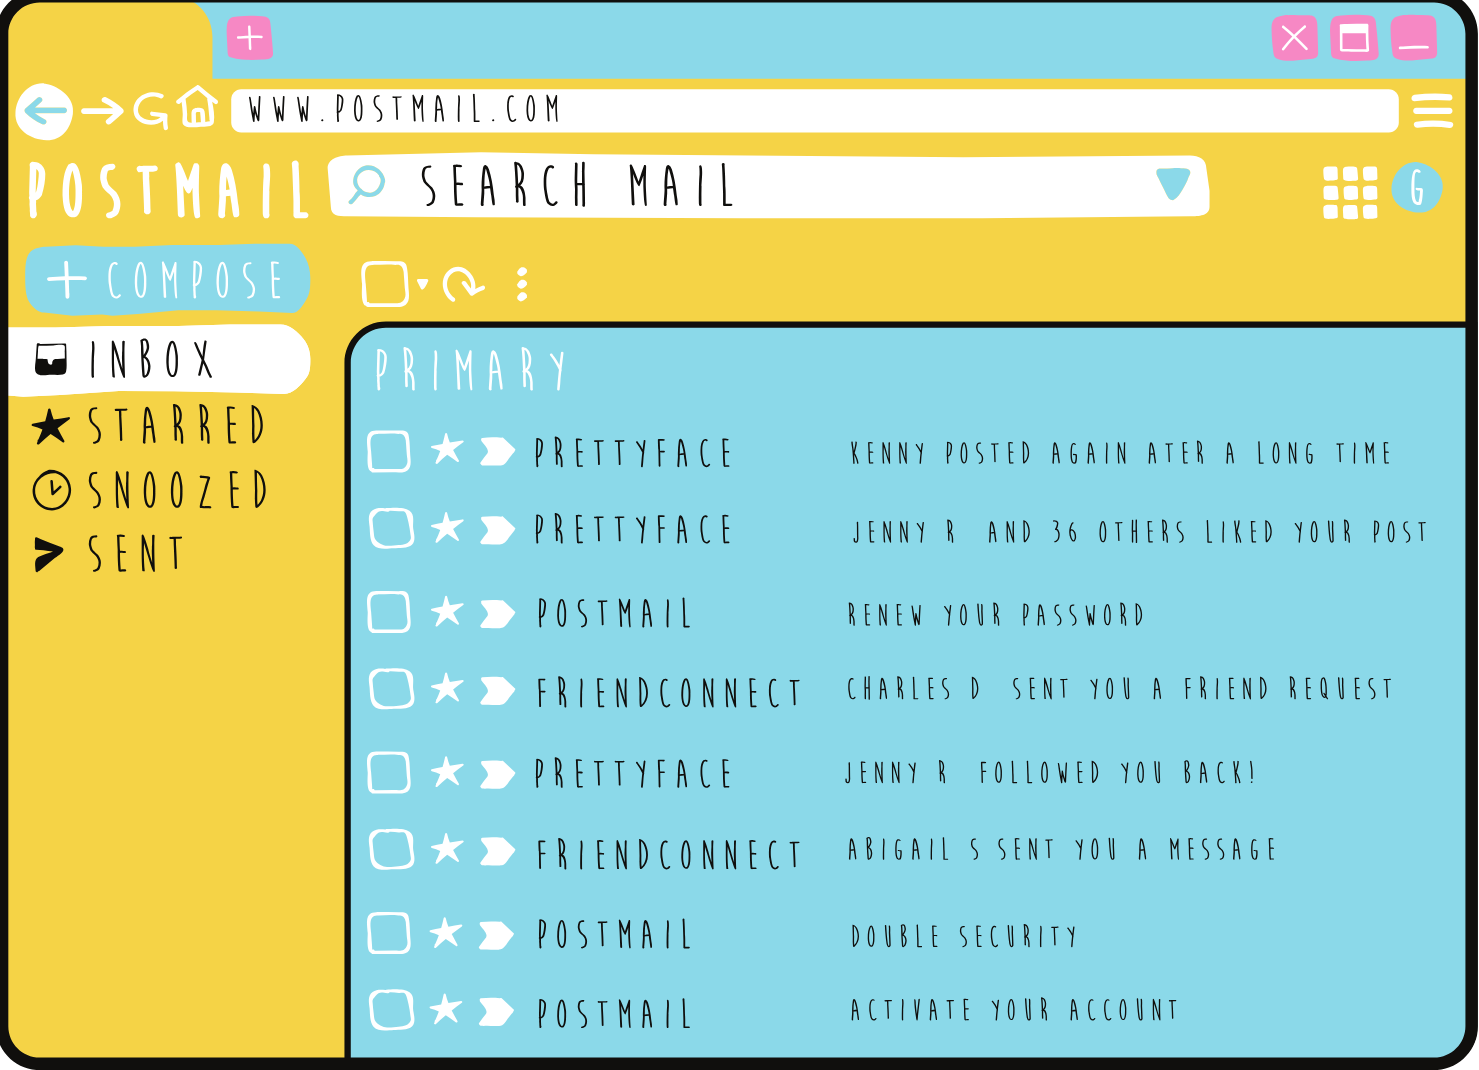 WWW.POSTMAIL.COM
POSTMAIL
SEARCH MAIL
G
COMPOSE
INBOX
STARRED
SNOOZED
SENT
PRIMARY
PRETTYFACE KENNY POSTED AGAIN ATER A LONG TIME
PRETTYFACE JENNY R AND 36 OTHERS LIKED YOUR POST
POSTMAIL RENEW YOUR PASSWORD
FRIENDCONNECT CHARLES D SENT YOU A FRIEND REQUEST
PRETTYFACE JENNY R FOLLOWED YOU BACK!
FRIENDCONNECT ABIGAIL S SENT YOU A MESSAGE
POSTMAIL DOUBLE SECURITY
POSTMAIL ACTIVATE YOUR ACCOUNT